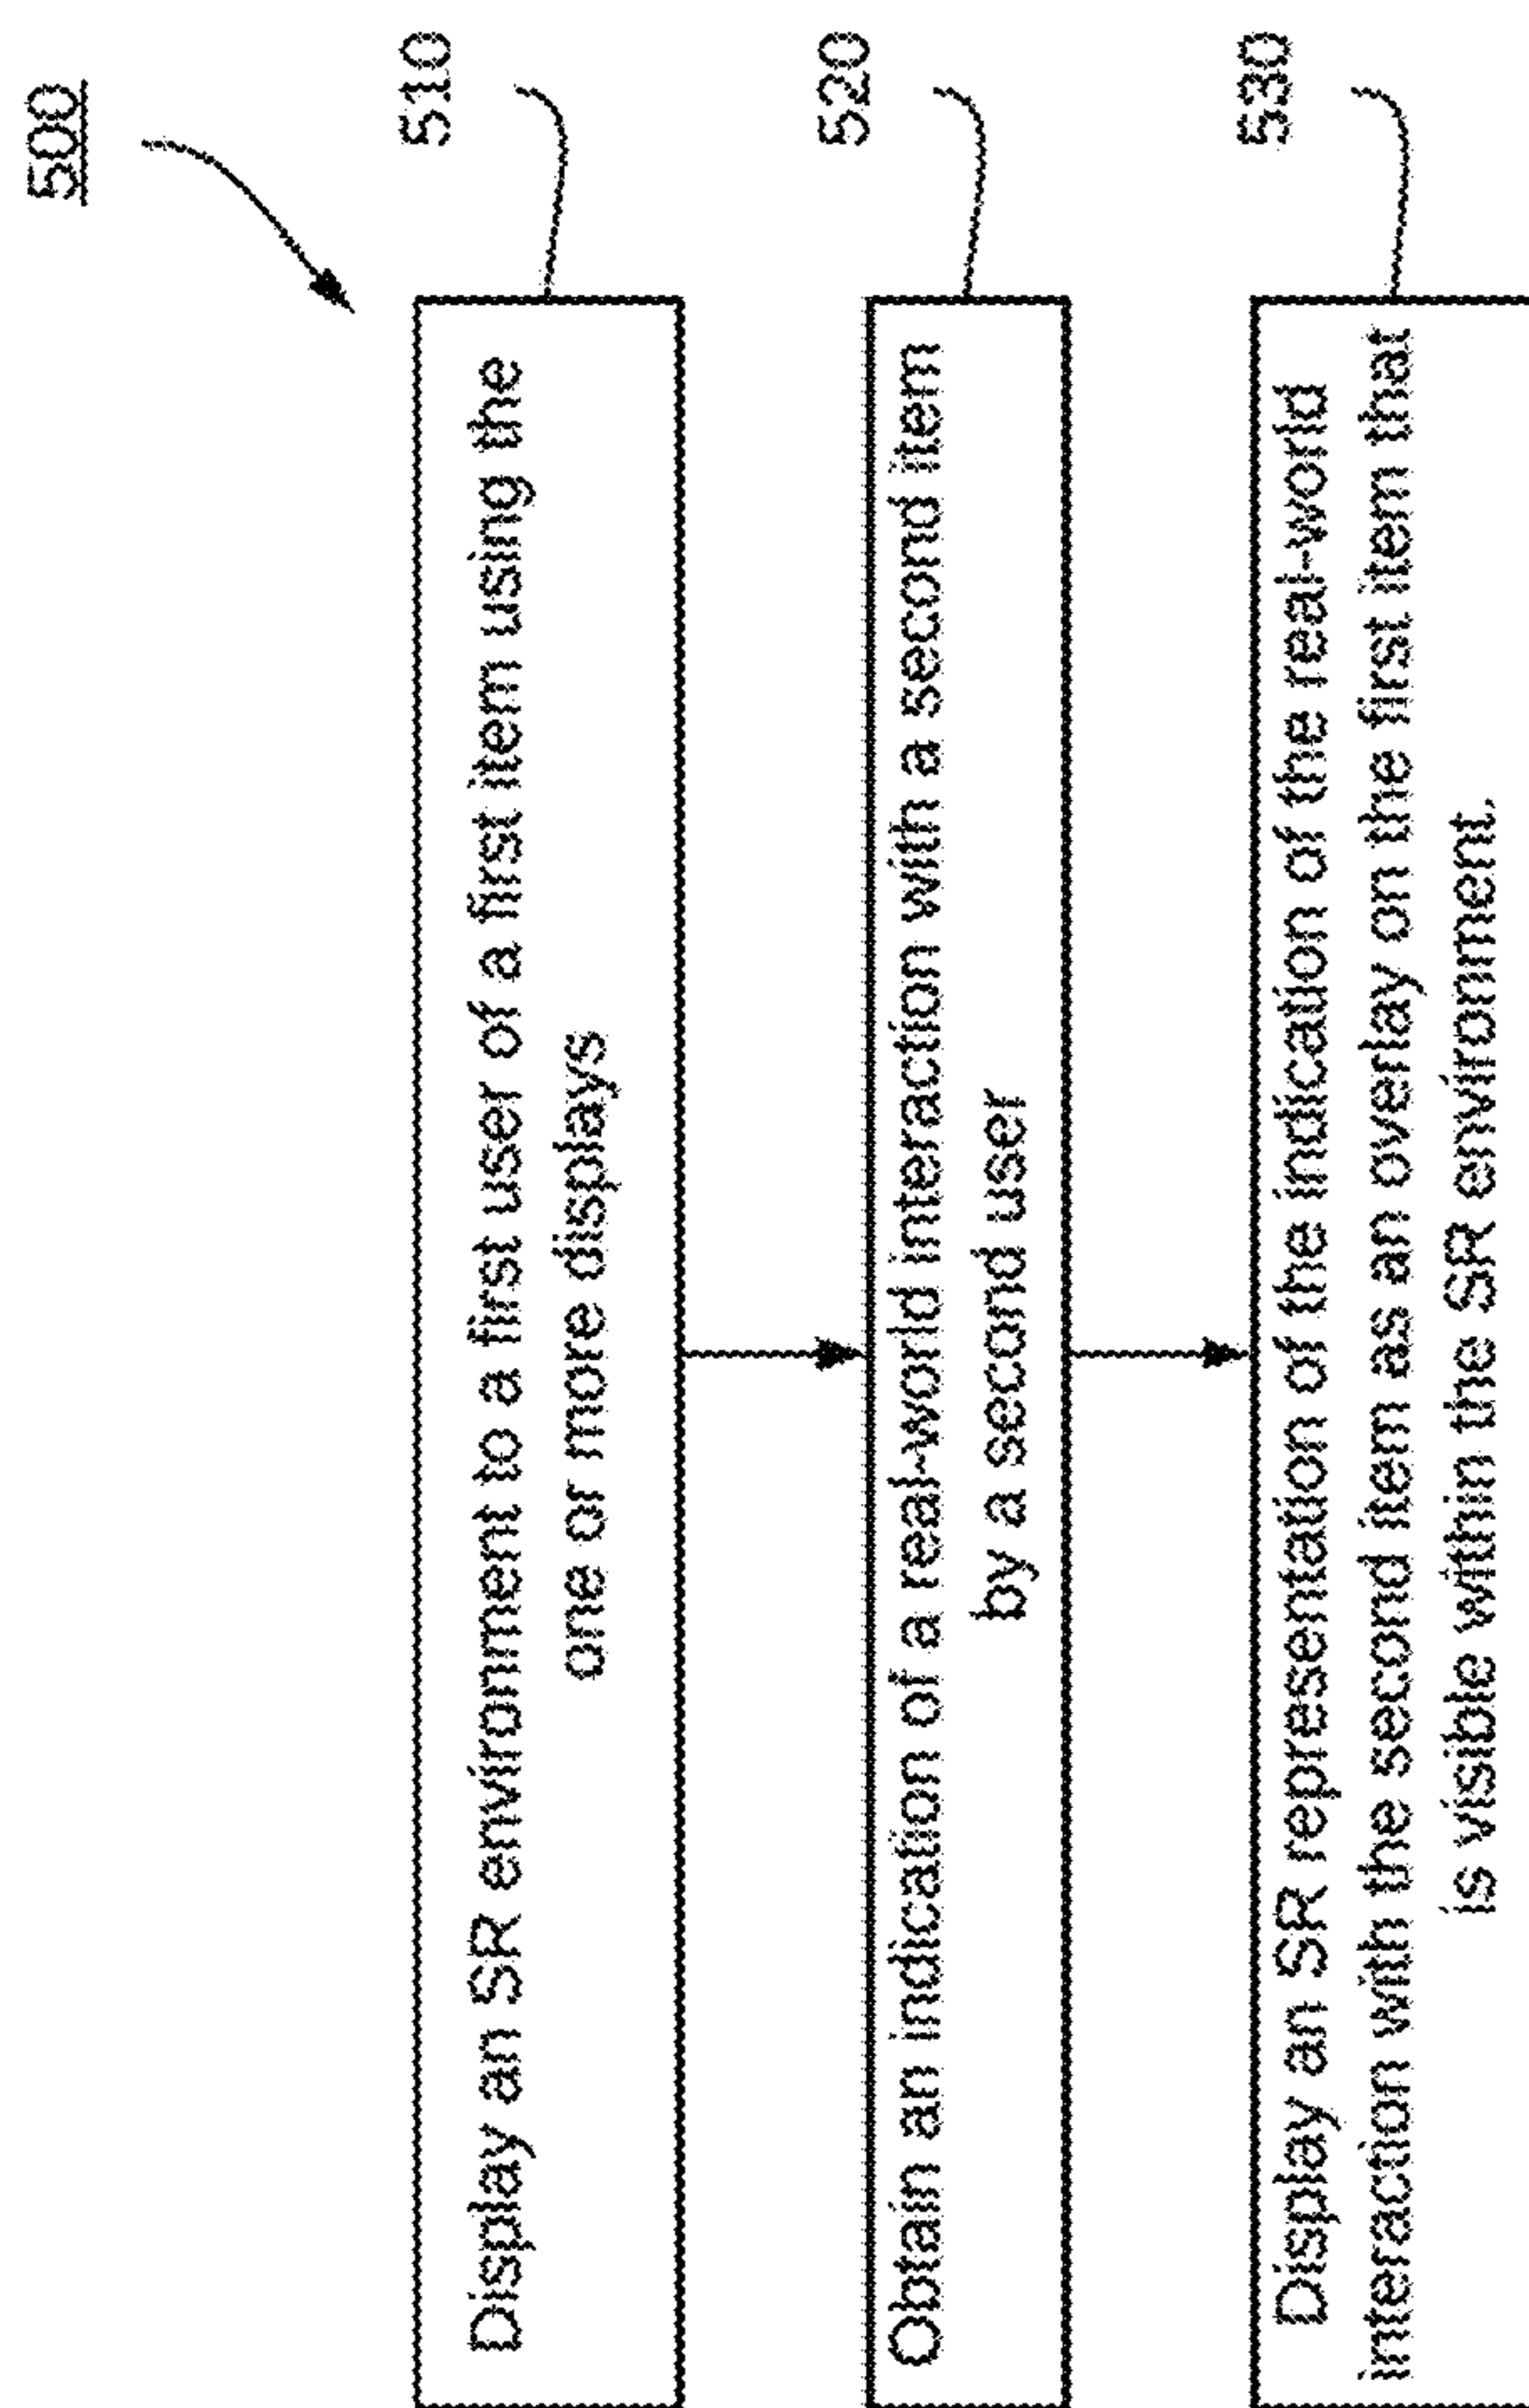 500
510
Display an SR environment to a first user of a first item using the
one or more displays
520
Obtain an indication of a real-world interaction with a second item
by a second user
530
Display an SR representation of the indication of the real-world
interaction with the second item as an overlay on the first item that
is visible within the SR environment.